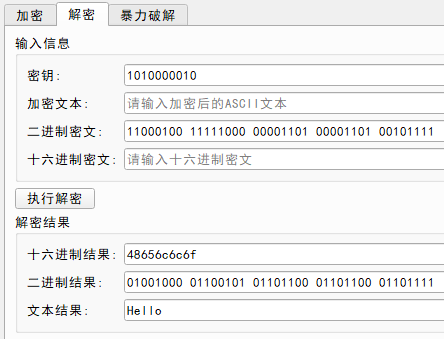 加密 解密 暴力破解
输入信息
密钥: 1010000010
加密文本: 请输入加密后的ASCII文本
二进制密文: 11000100 11111000 00001101 00001101 00101111
十六进制密文: 请输入十六进制密文
执行解密
解密结果
十六进制结果: 48656c6c6f
二进制结果: 01001000 01100101 01101100 01101100 01101111
文本结果: Hello